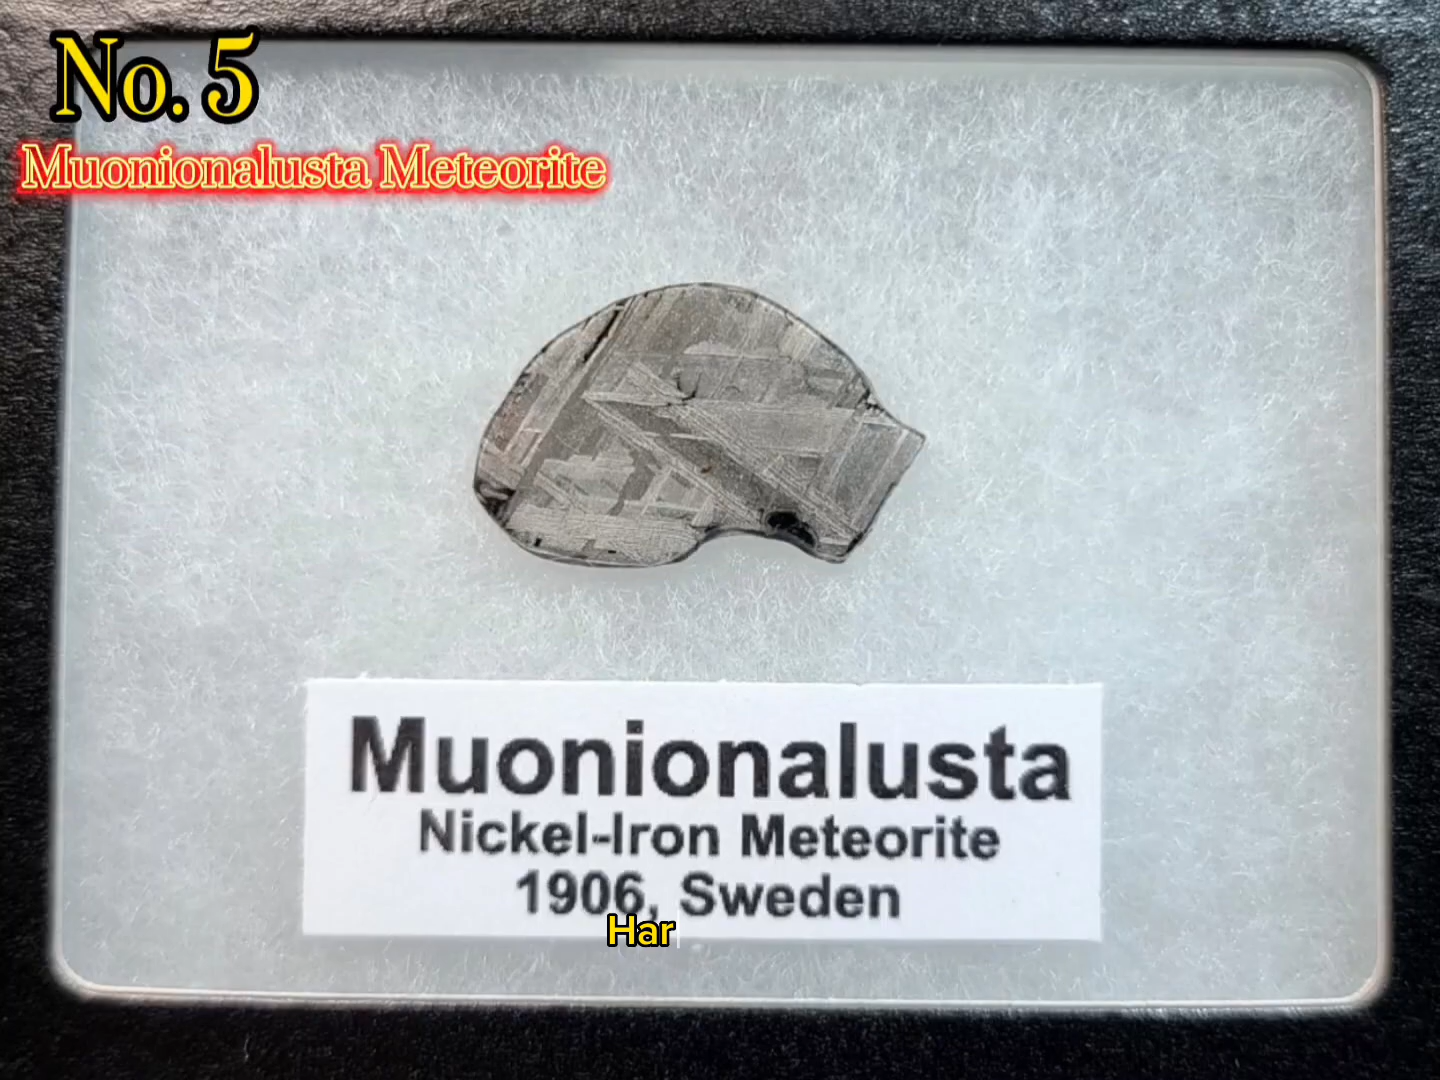 No. 5
Muonionalusta Meteorite
Muonionalusta
Nickel-Iron Meteorite
1906, Sweden
Har